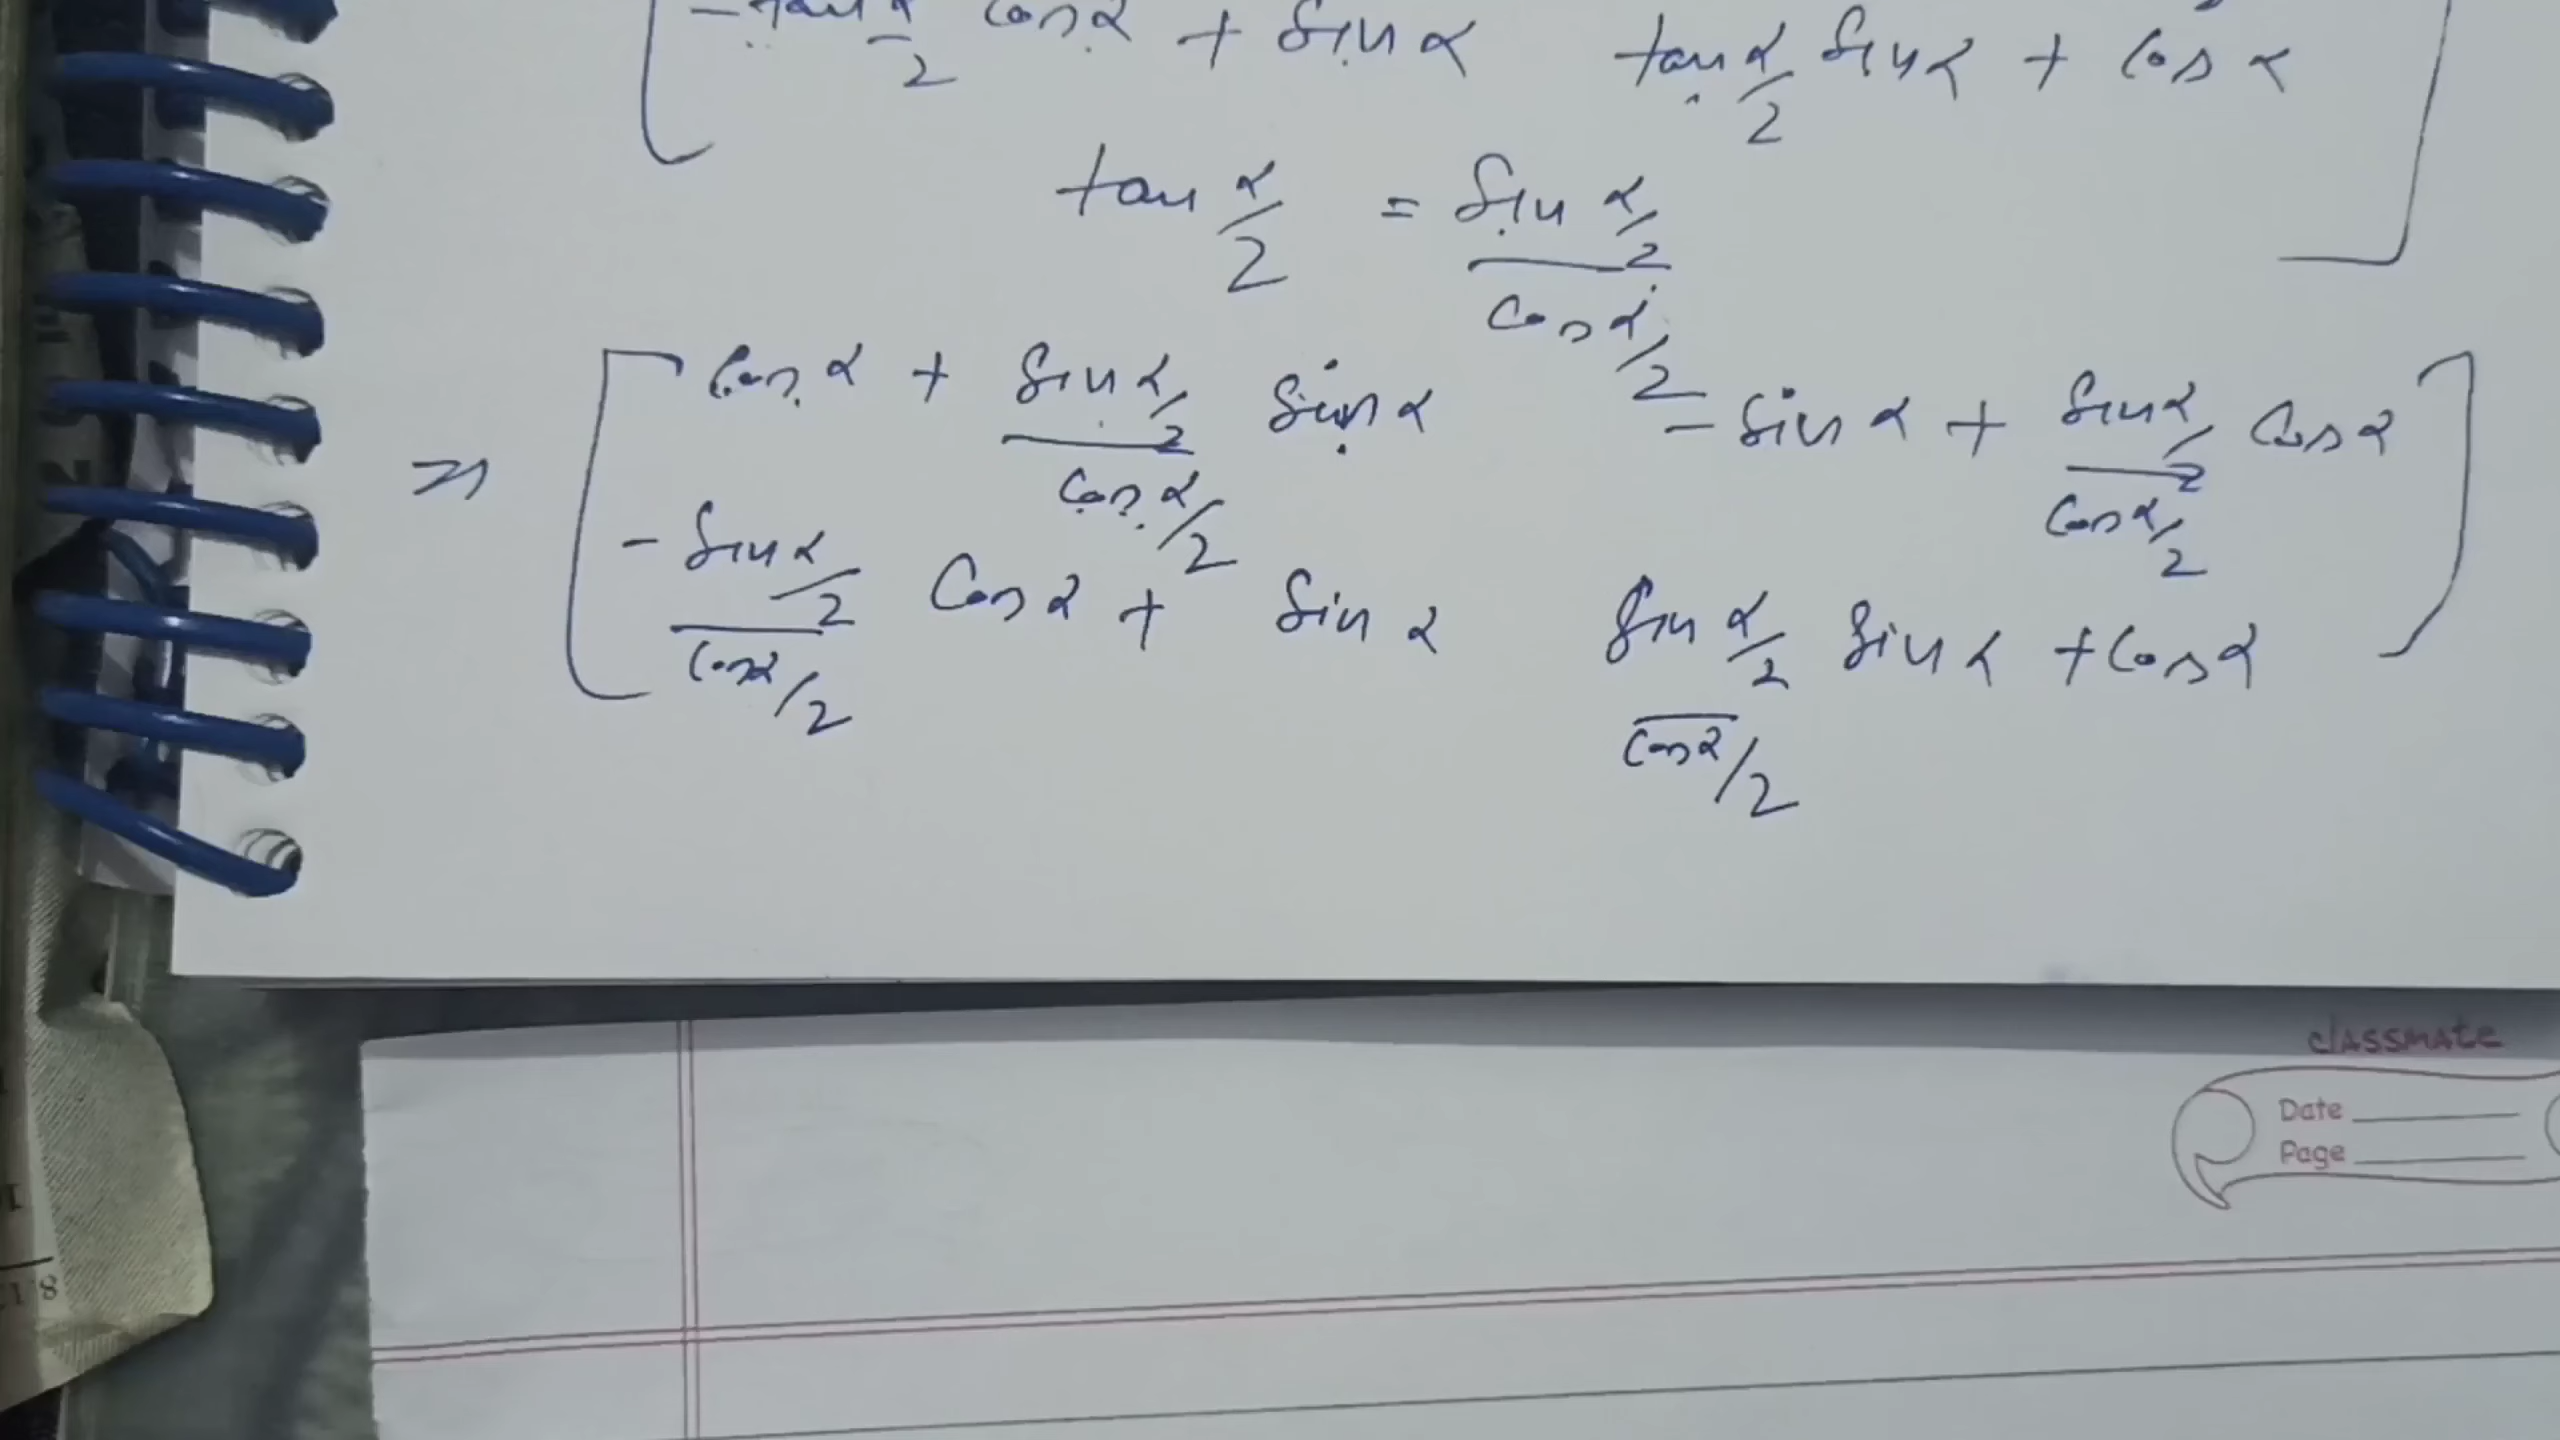 - tan α/2 cos α + sin α    tan α/2 sin α + cos α
tan α/2 = sin α/2 / cos α/2
⇒ [ cos α + sin α/2 / cos α/2 sin α    - sin α + sin α/2 / cos α/2 cos α
- sin α/2 / cos α/2 cos α + sin α    sin α/2 / cos α/2 sin α + cos α ]
classmate
Date
Page